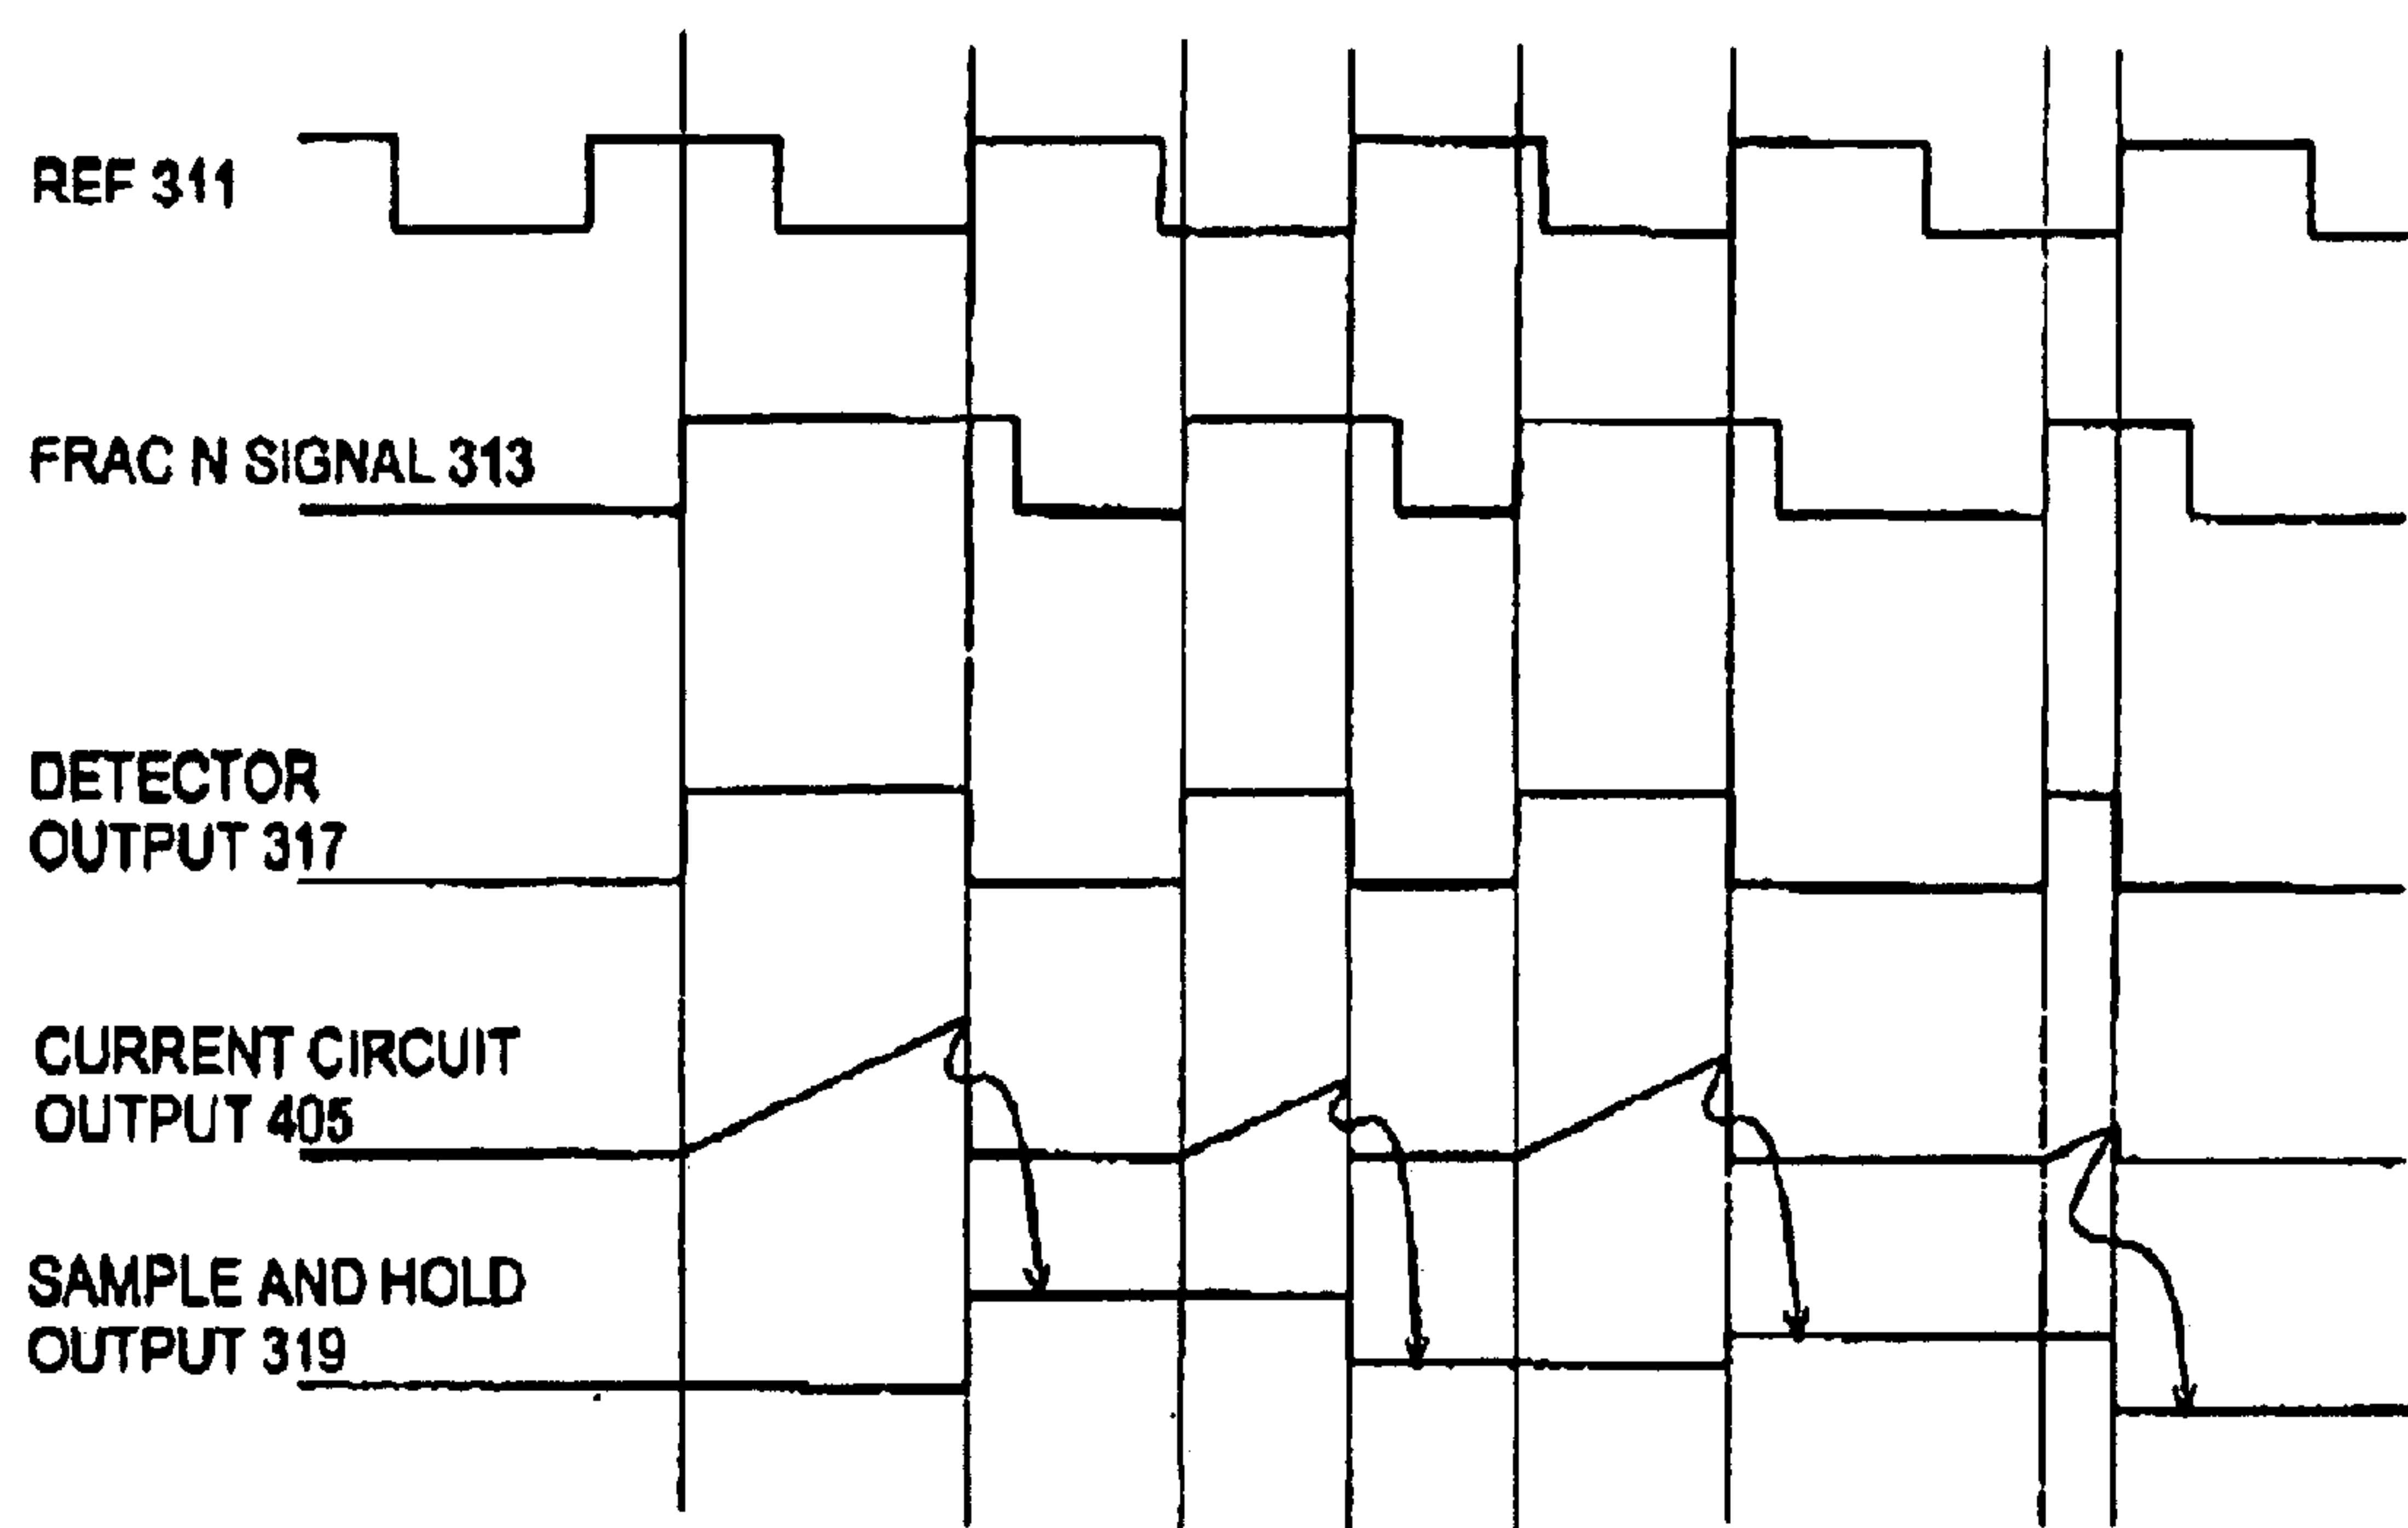 REF 311
FRAC N SIGNAL 313
DETECTOR
OUTPUT 317
CURRENT CIRCUIT
OUTPUT 405
SAMPLE AND HOLD
OUTPUT 319